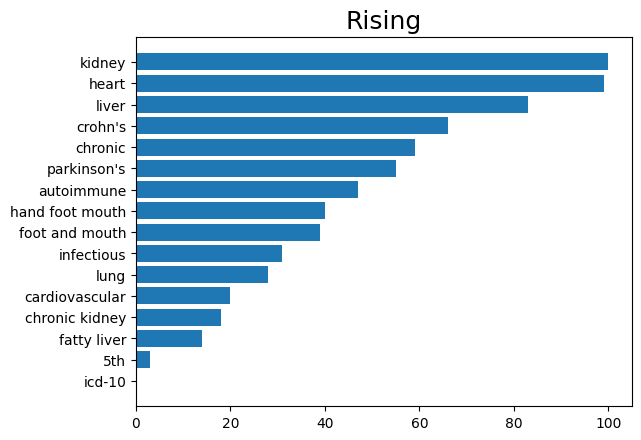 Rising
kidney
heart
liver
crohn's
chronic
parkinson's
autoimmune
hand foot mouth
foot and mouth
infectious
lung
cardiovascular
chronic kidney
fatty liver
5th
icd-10
0 20 40 60 80 100